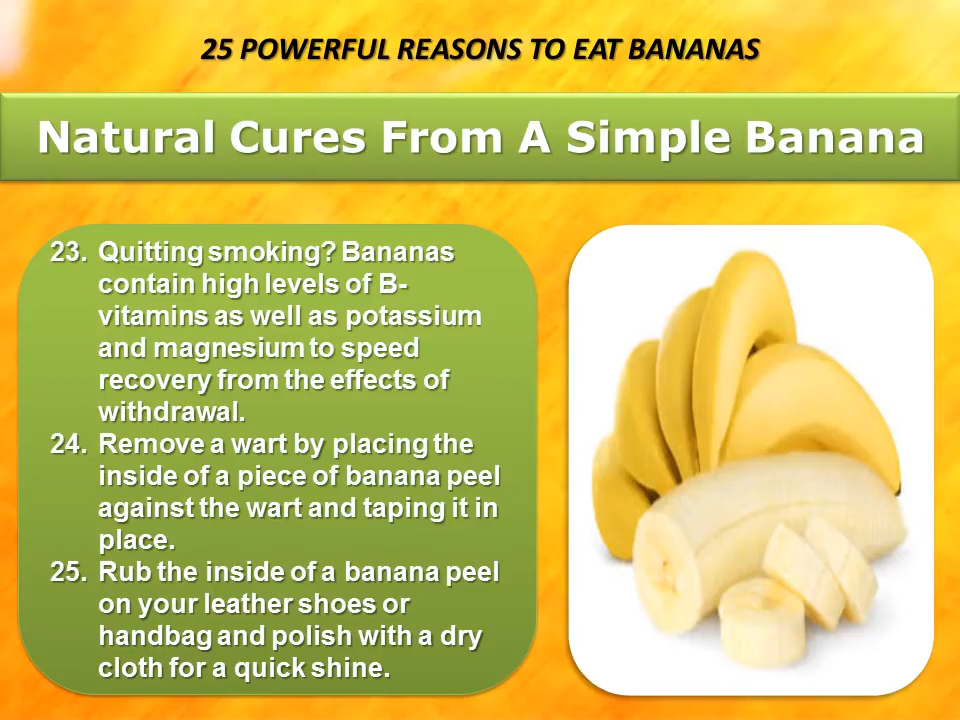 25 POWERFUL REASONS TO EAT BANANAS
Natural Cures From A Simple Banana
23. Quitting smoking? Bananas
contain high levels of B-
vitamins as well as potassium
and magnesium to speed
recovery from the effects of
withdrawal.
24. Remove a wart by placing the
inside of a piece of banana peel
against the wart and taping it in
place.
25. Rub the inside of a banana peel
on your leather shoes or
handbag and polish with a dry
cloth for a quick shine.